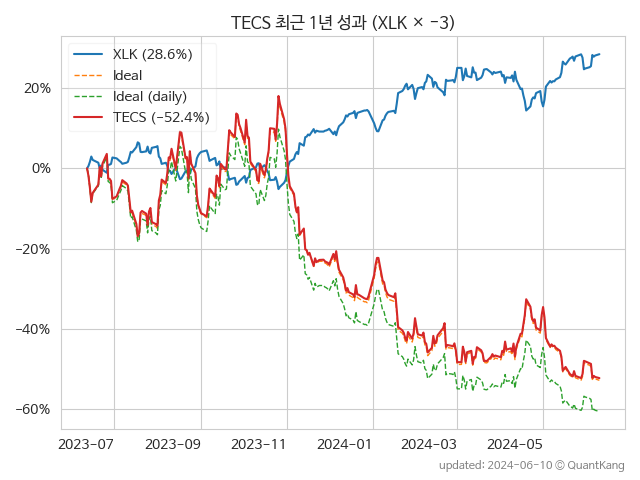 TECS 최근 1년 성과 (XLK × −3)
XLK (28.6%)
Ideal
Ideal (daily)
TECS (−52.4%)
20%
0%
−20%
−40%
−60%
2023-07 2023-09 2023-11 2024-01 2024-03 2024-05
updated: 2024-06-10 © QuantKang